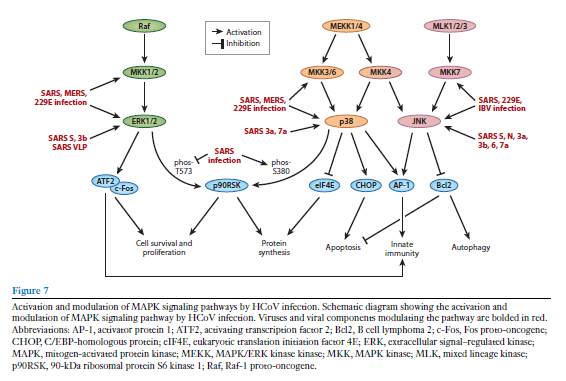 Raf
MEKK1/4
MLK1/2/3
Activation
Inhibition
MKK1/2
MKK3/6
MKK4
MKK7
SARS, MERS,
229E infection
SARS, MERS,
229E infection
SARS, 229E,
IBV infection
ERK1/2
p38
JNK
SARS S, 3b
SARS VLP
SARS 3a, 7a
SARS S, N, 3a,
3b, 6, 7a
SARS
infection
phos-
T573
phos-
S380
ATF2
c-Fos
p90RSK
eIF4E
CHOP
AP-1
Bcl2
Cell survival and
proliferation
Protein
synthesis
Apoptosis
Innate
immunity
Autophagy
Figure 7
Activation and modulation of MAPK signaling pathways by HCoV infection. Schematic diagram showing the activation and
modulation of MAPK signaling pathway by HCoV infection. Viruses and viral components modulating the pathway are bolded in red.
Abbreviations: AP-1, activator protein 1; ATF2, activating transcription factor 2; Bcl2, B cell lymphoma 2; c-Fos, Fos proto-oncogene;
CHOP, C/EBP-homologous protein; eIF4E, eukaryotic translation initiation factor 4E; ERK, extracellular signal–regulated kinase;
MAPK, mitogen-activated protein kinase; MEKK, MAPK/ERK kinase kinase; MKK, MAPK kinase; MLK, mixed lineage kinase;
p90RSK, 90-kDa ribosomal protein S6 kinase 1; Raf, Raf-1 proto-oncogene.